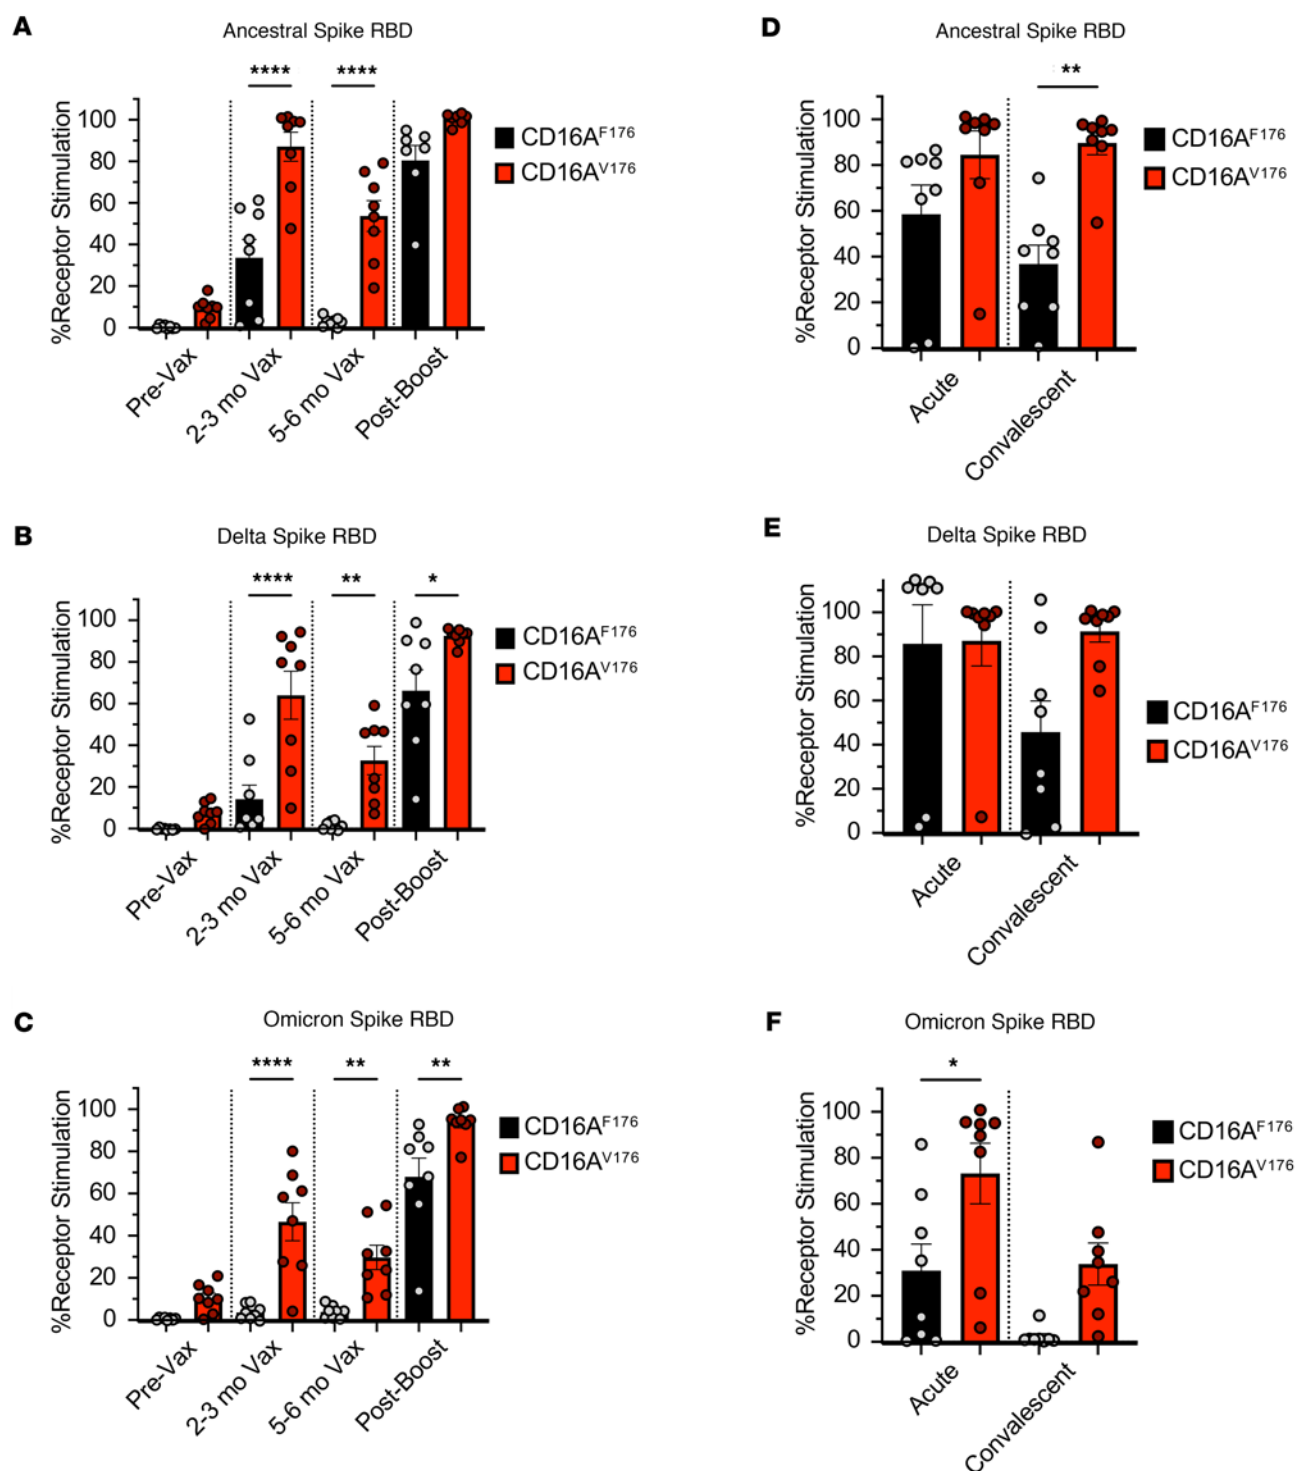 A
Ancestral Spike RBD
**** ****
%Receptor Stimulation
100
80
60
40
20
0
Pre-Vax
2-3 mo Vax
5-6 mo Vax
Post-Boost
CD16A^F176
CD16A^V176
D
Ancestral Spike RBD
**
%Receptor Stimulation
100
80
60
40
20
0
Acute
Convalescent
CD16A^F176
CD16A^V176
B
Delta Spike RBD
**** ** *
%Receptor Stimulation
100
80
60
40
20
0
Pre-Vax
2-3 mo Vax
5-6 mo Vax
Post-Boost
CD16A^F176
CD16A^V176
E
Delta Spike RBD
%Receptor Stimulation
100
80
60
40
20
0
Acute
Convalescent
CD16A^F176
CD16A^V176
C
Omicron Spike RBD
**** ** **
%Receptor Stimulation
100
80
60
40
20
0
Pre-Vax
2-3 mo Vax
5-6 mo Vax
Post-Boost
CD16A^F176
CD16A^V176
F
Omicron Spike RBD
*
%Receptor Stimulation
100
80
60
40
20
0
Acute
Convalescent
CD16A^F176
CD16A^V176